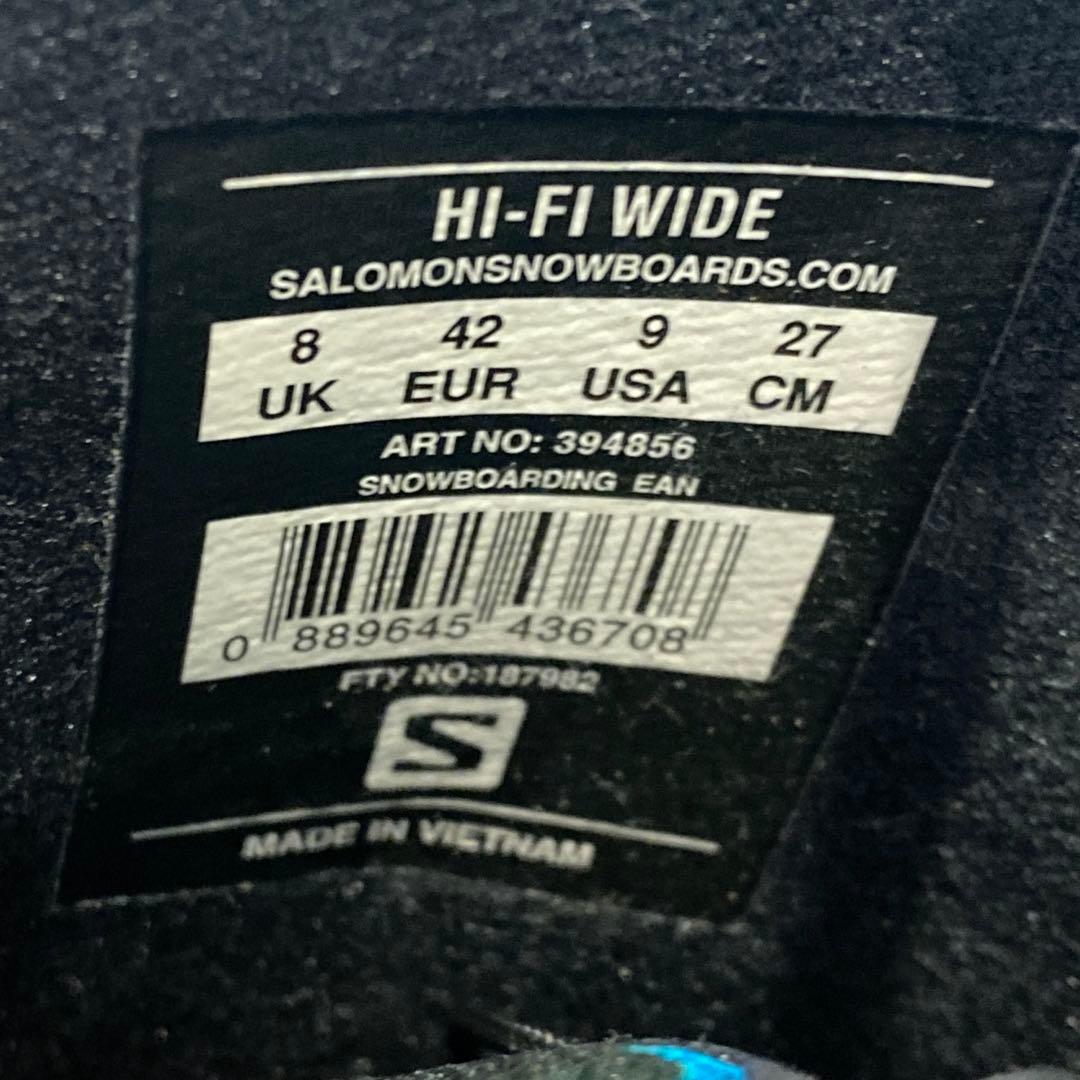 HI-FI WIDE
SALOMONSNOWBOARDS.COM
8 42 9 27
UK EUR USA CM
ART NO: 394856
SNOWBOARDING EAN
0 889645 436708
FTY NO:187982
S
MADE IN VIETNAM